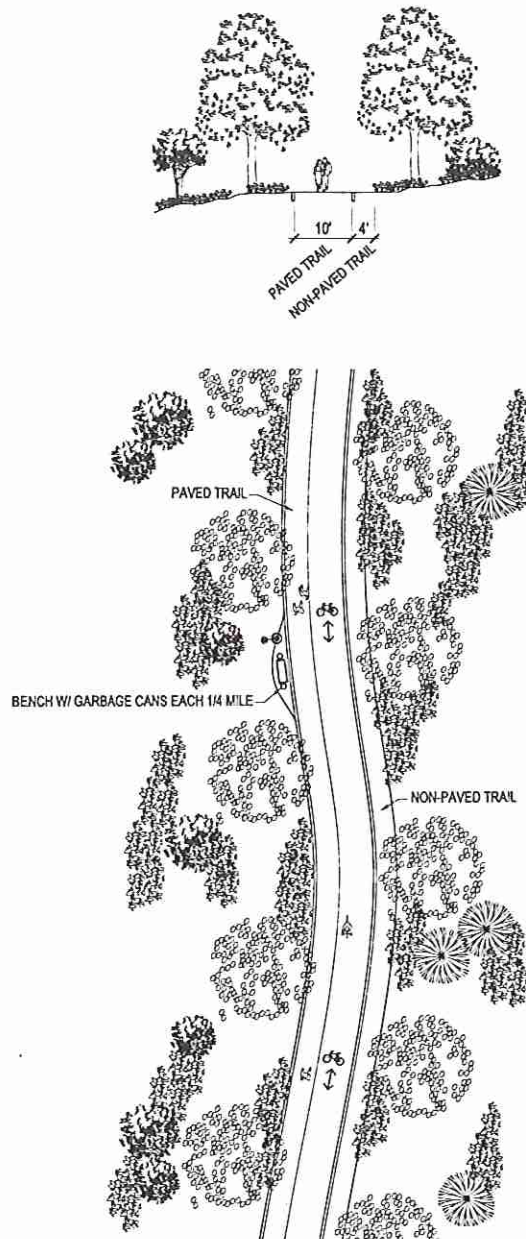 10'
4'
PAVED TRAIL
NON-PAVED TRAIL
PAVED TRAIL
BENCH W/ GARBAGE CANS EACH 1/4 MILE
NON-PAVED TRAIL